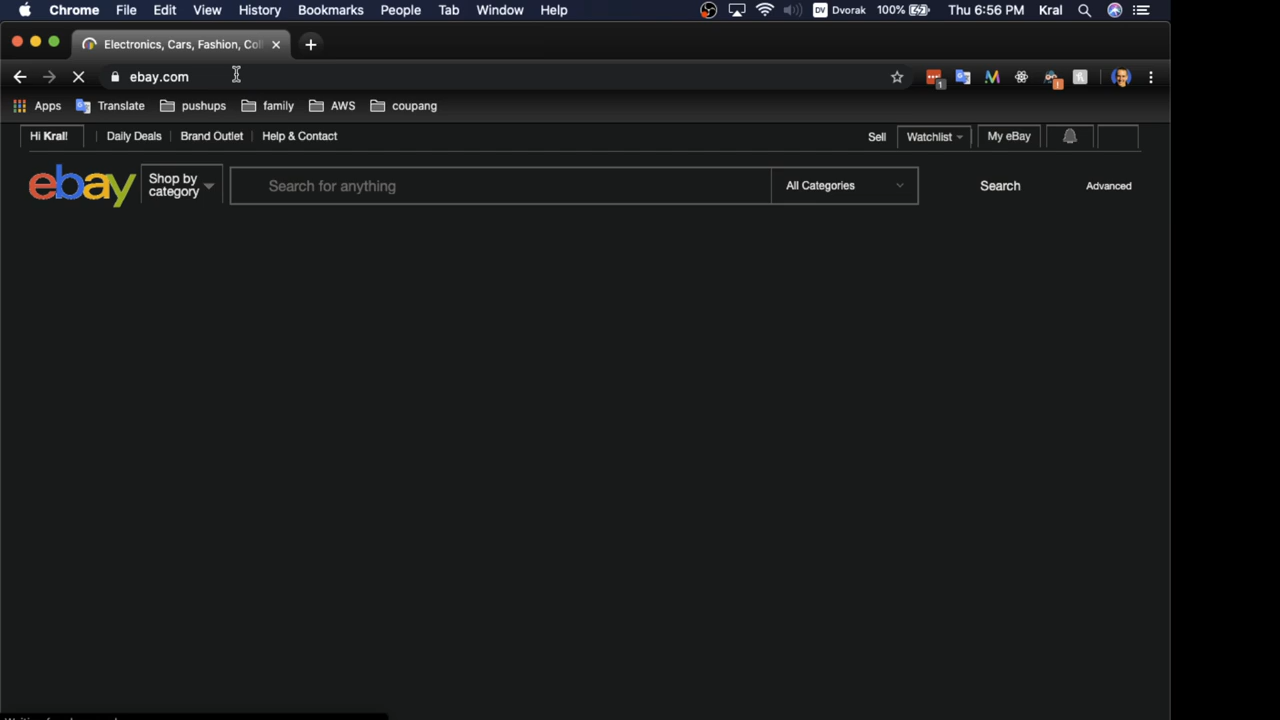 Chrome File Edit View History Bookmarks People Tab Window Help DV Dvorak 100% Thu 6:56 PM Kral
Electronics, Cars, Fashion, Col
ebay.com
1
!
Apps Translate pushups family AWS coupang
Hi Kral! Daily Deals Brand Outlet Help & Contact Sell Watchlist My eBay
ebay
Shop by
category
Search for anything All Categories Search Advanced